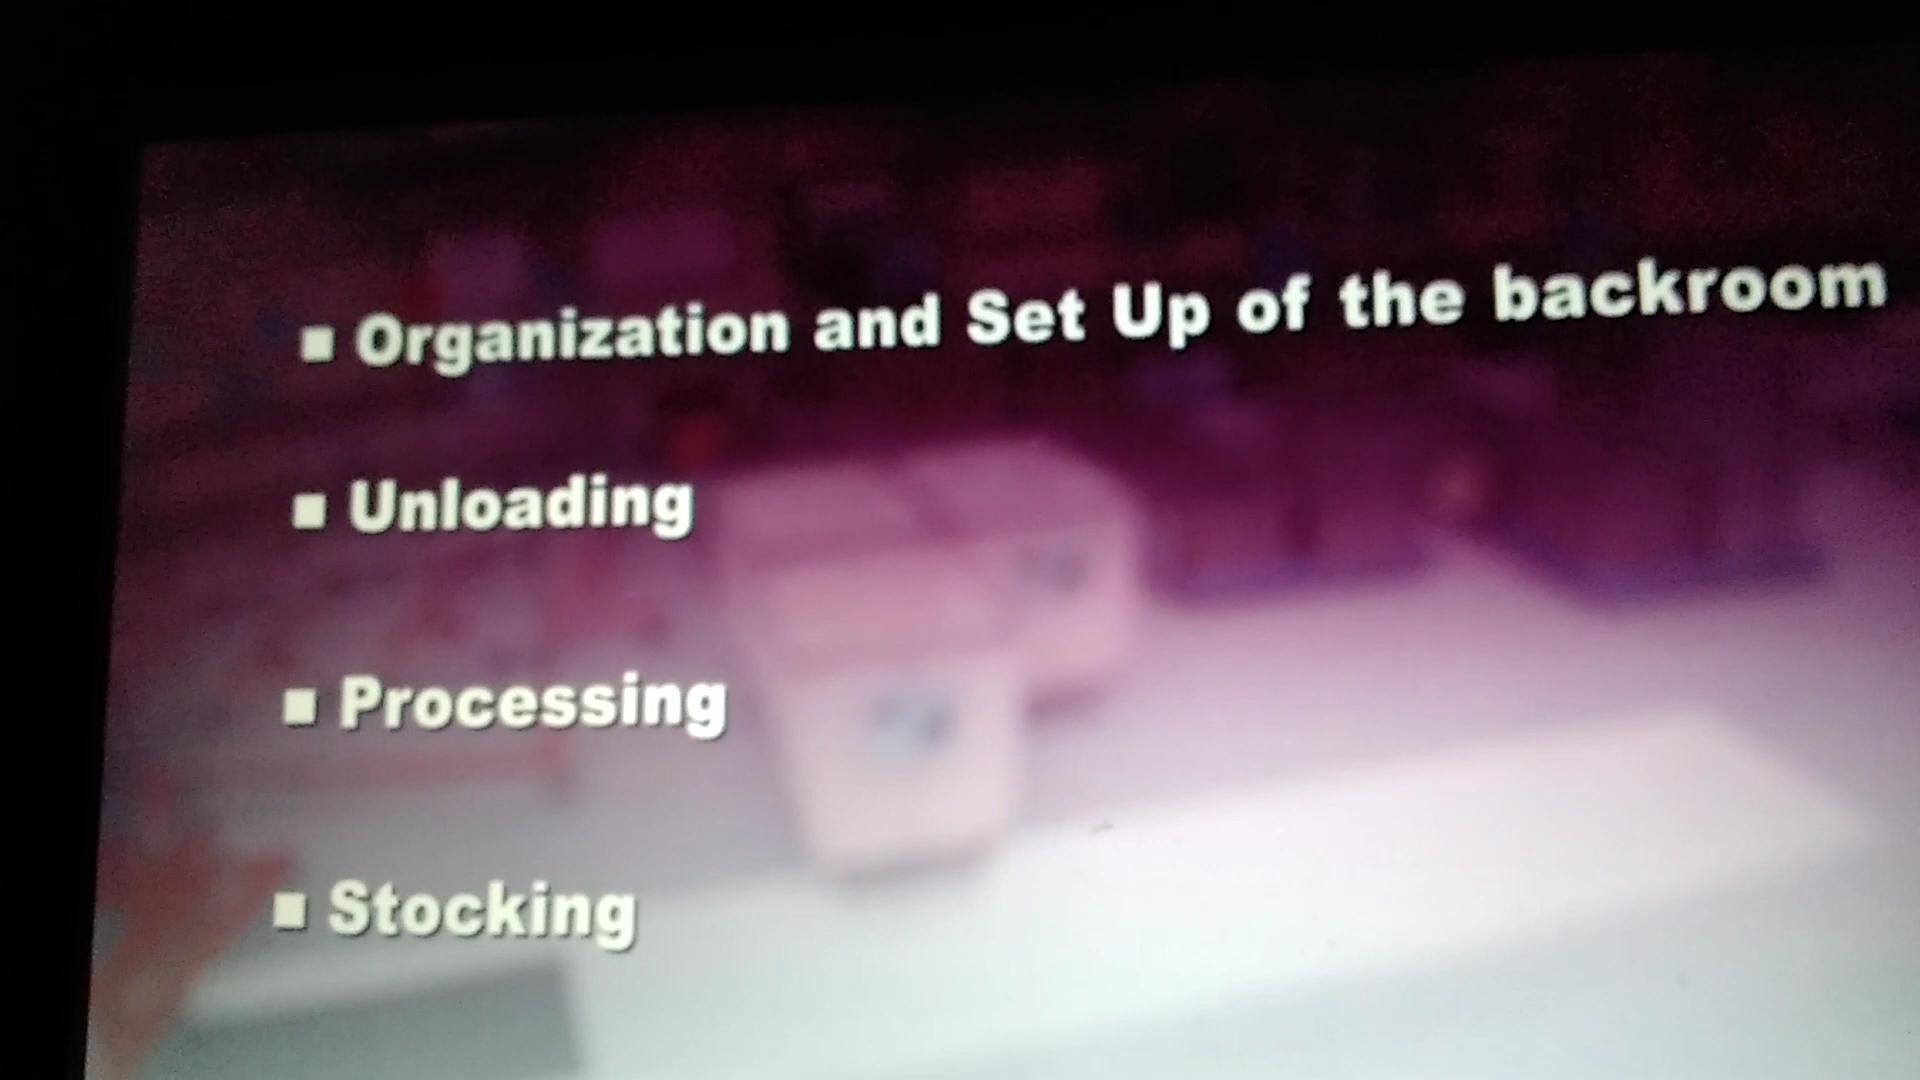 ▪ Organization and Set Up of the backroom
▪ Unloading
▪ Processing
▪ Stocking